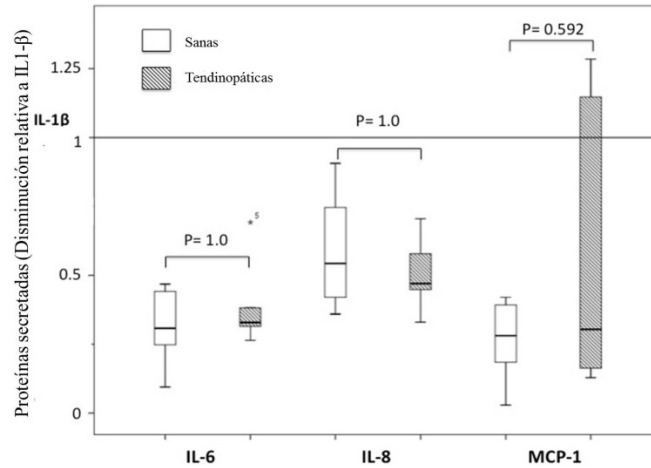 Proteínas secretadas (Disminución relativa a IL1-β)
Sanas
Tendinopáticas
P= 0.592
1.25
IL-1β
P= 1.0
1
* 5
P= 1.0
0.5
0
IL-6
IL-8
MCP-1